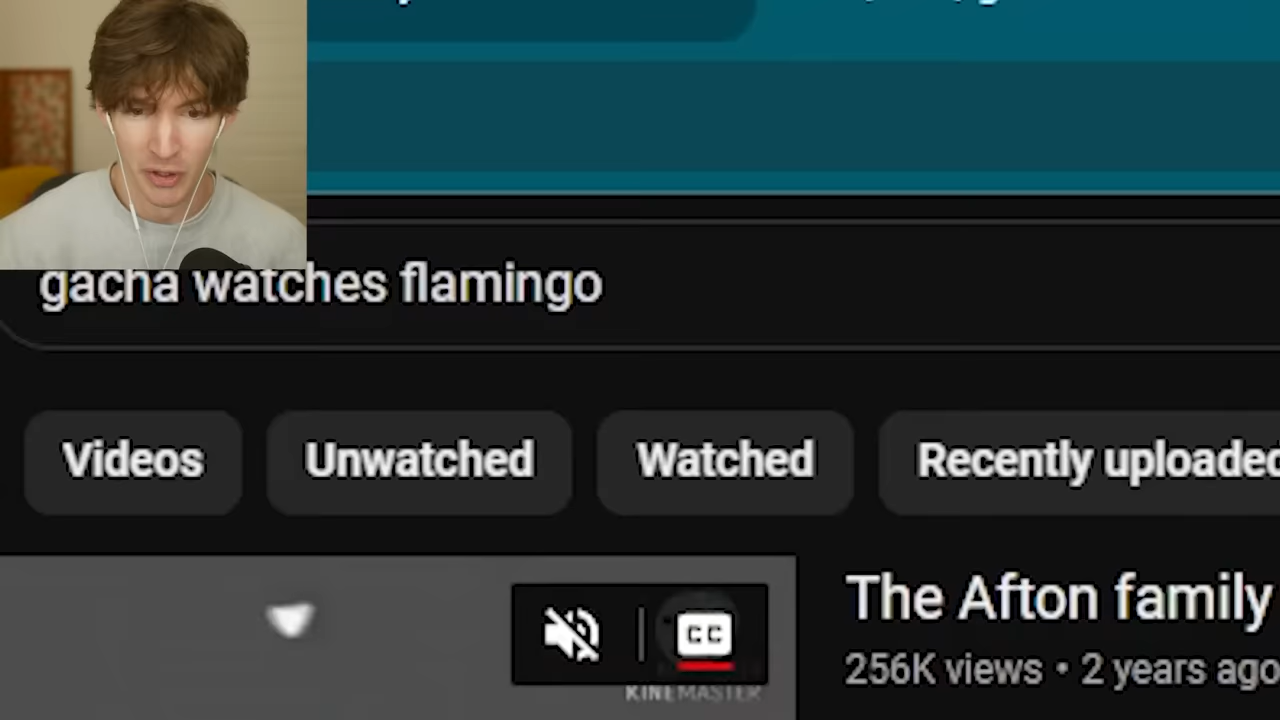 gacha watches flamingo
Videos
Unwatched
Watched
Recently uploaded
The Afton family
256K views • 2 years ago
CC
KINEMASTER